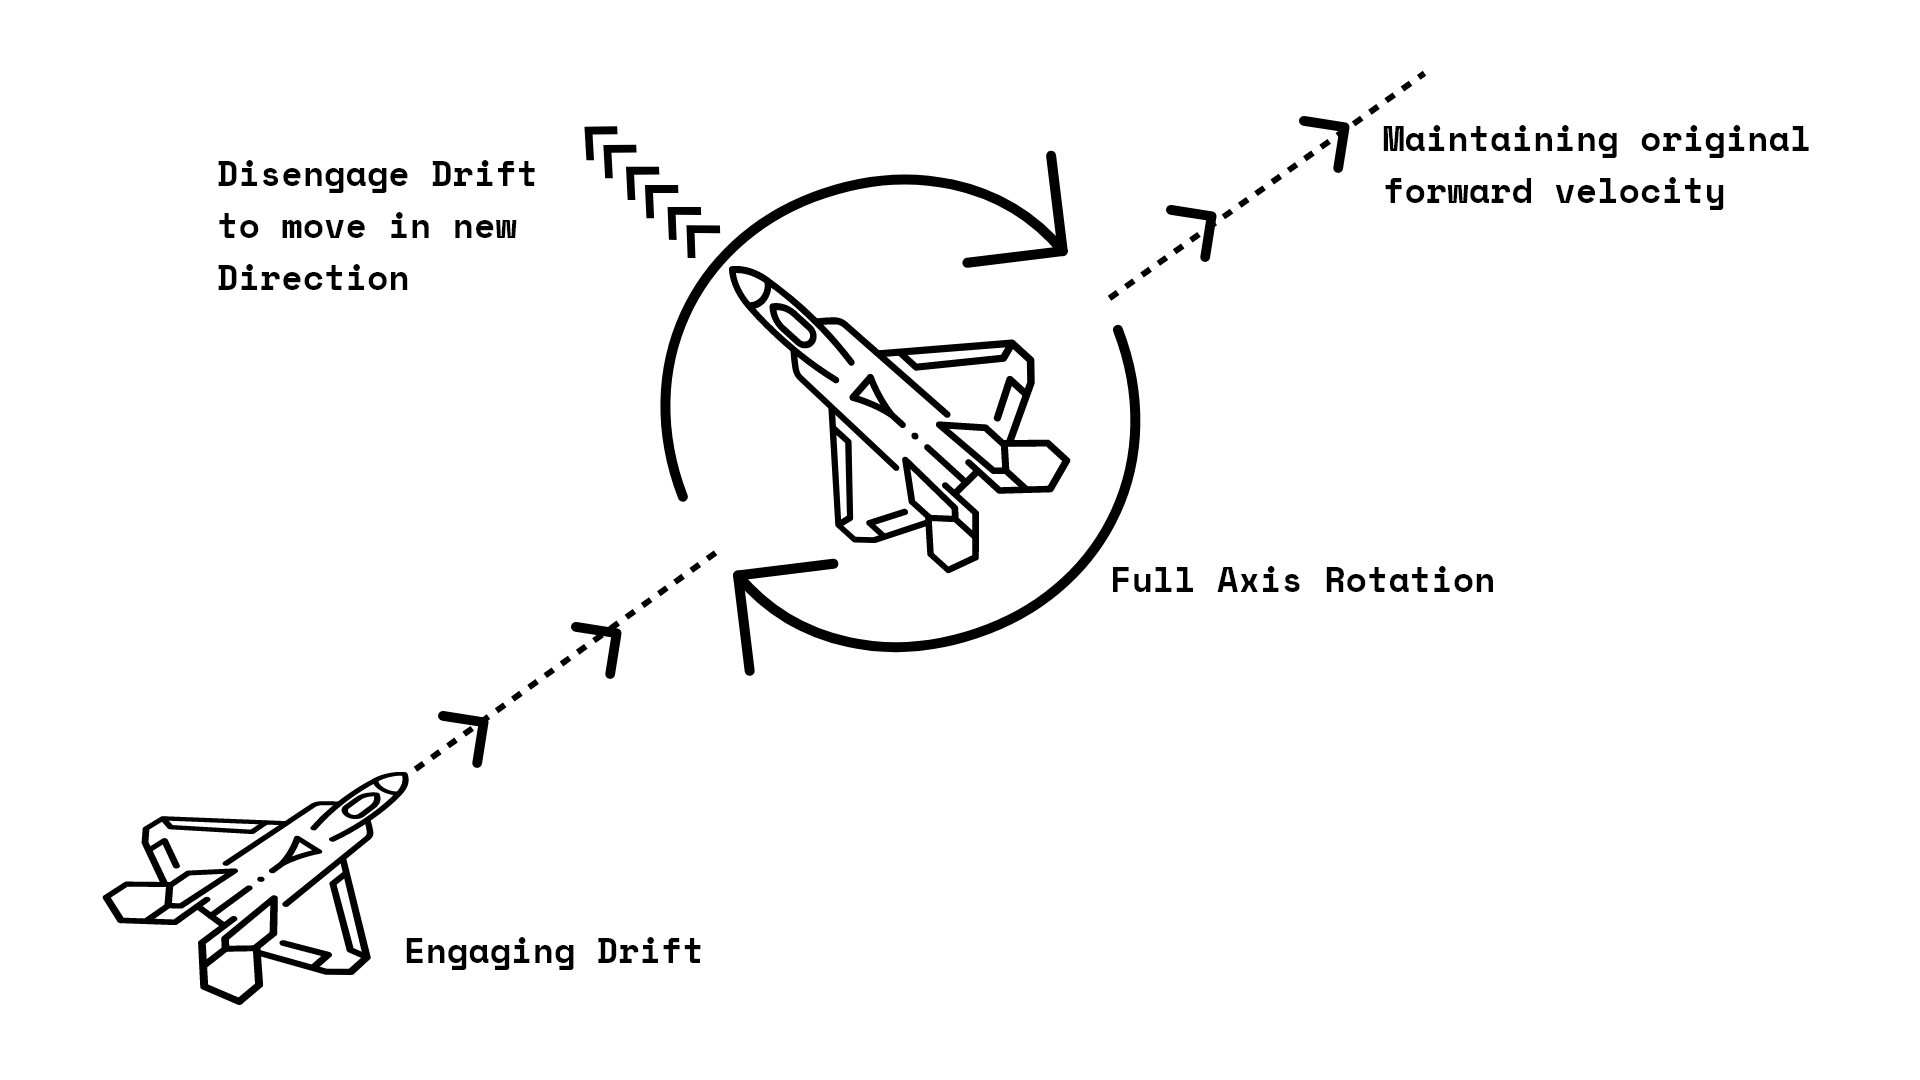 Disengage Drift
to move in new
Direction
Maintaining original
forward velocity
Full Axis Rotation
Engaging Drift